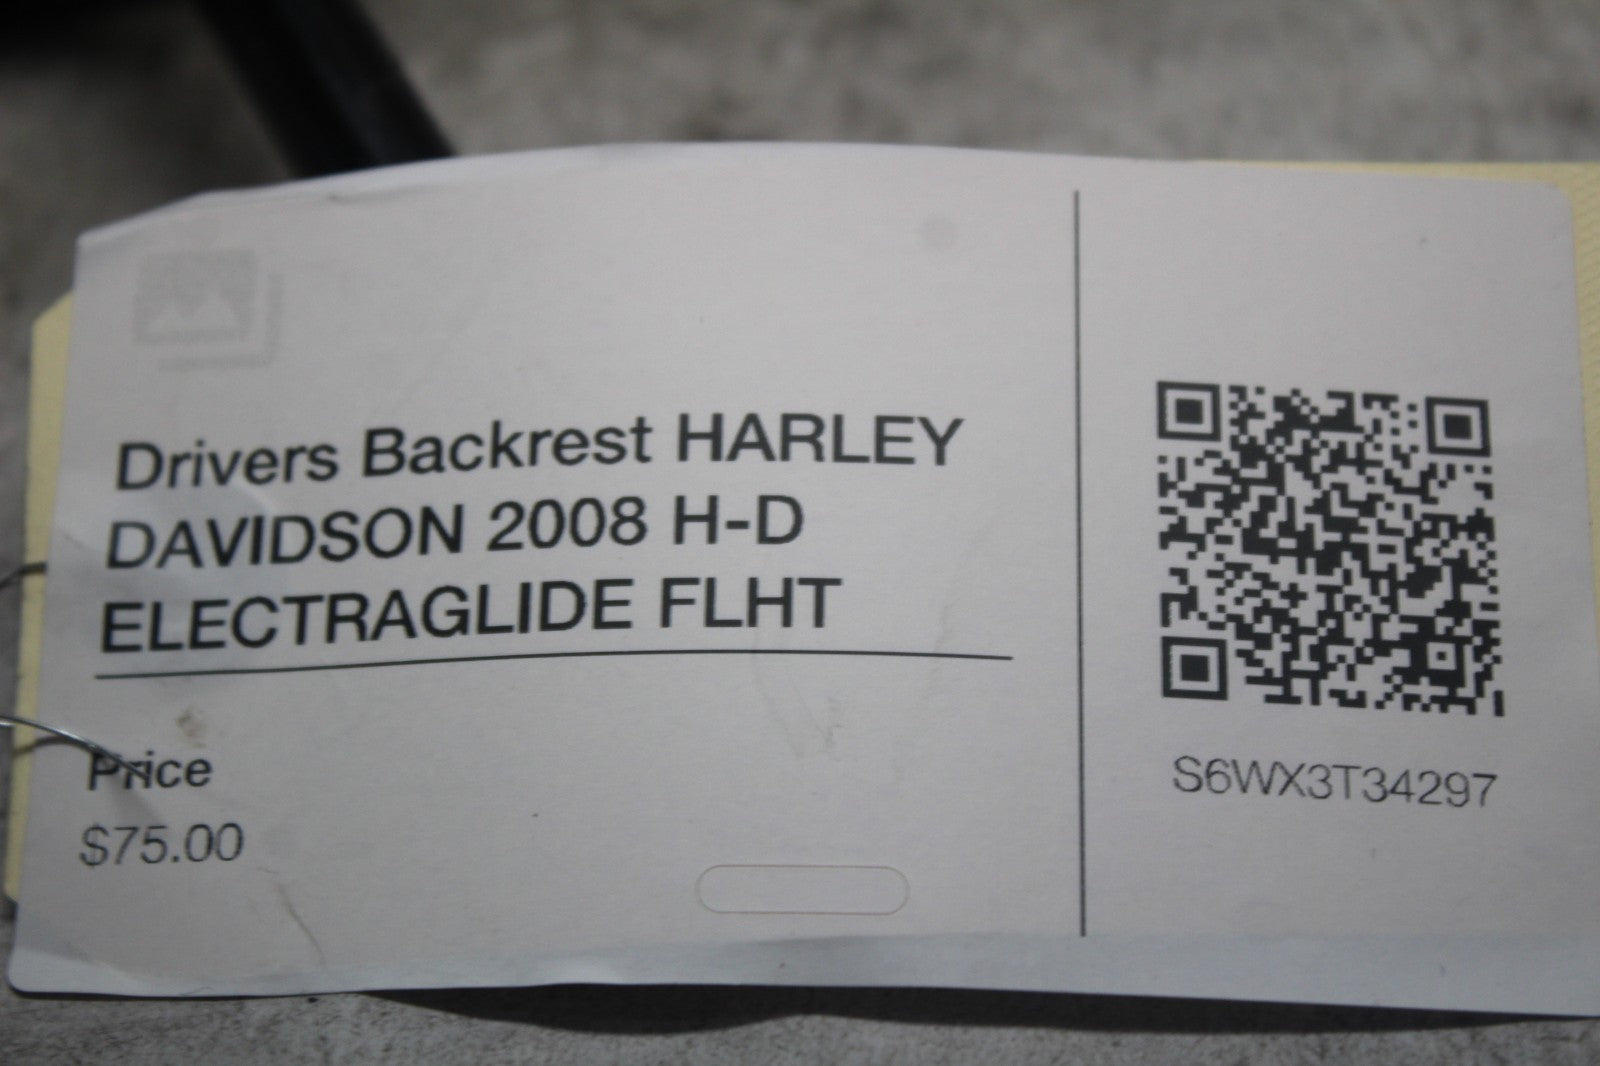 Drivers Backrest HARLEY
DAVIDSON 2008 H-D
ELECTRAGLIDE FLHT
Price
$75.00
S6WX3T34297